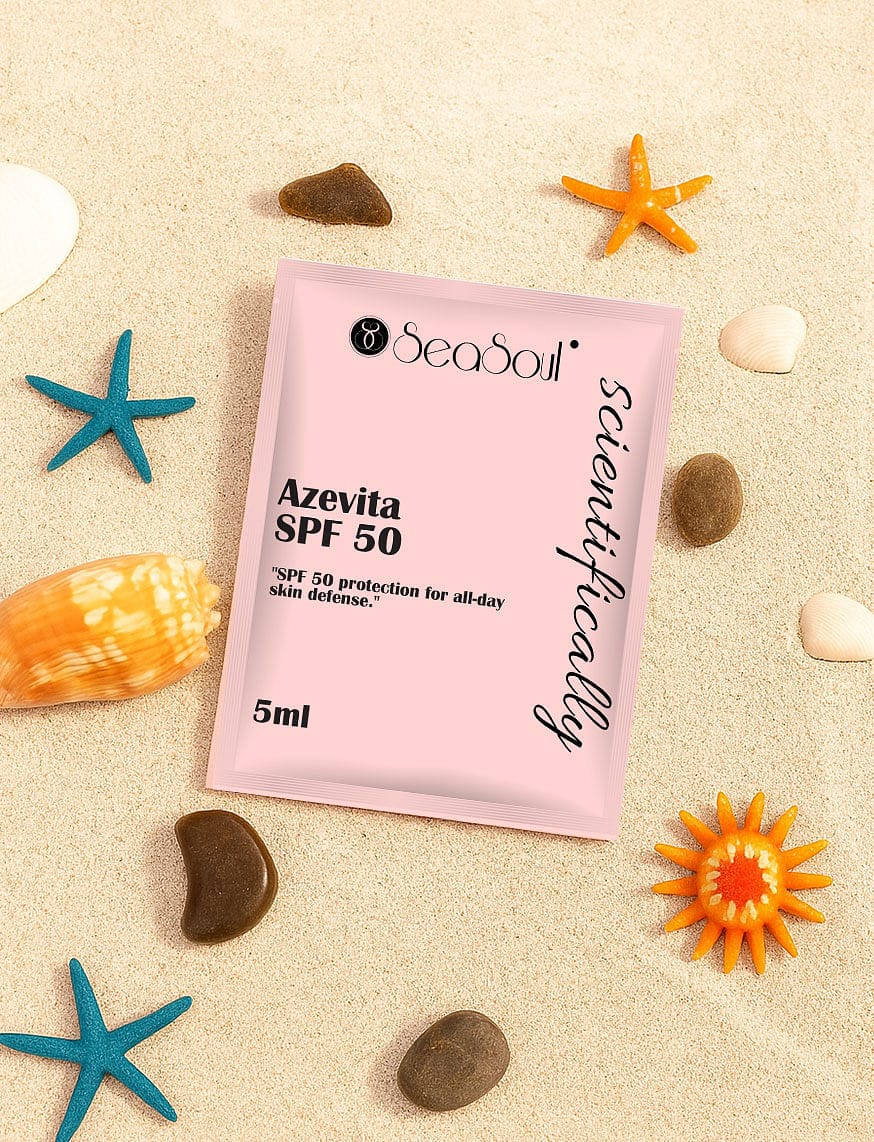 SeaSoul
Azevita
SPF 50
"SPF 50 protection for all-day
skin defense."
5ml
Scientifically